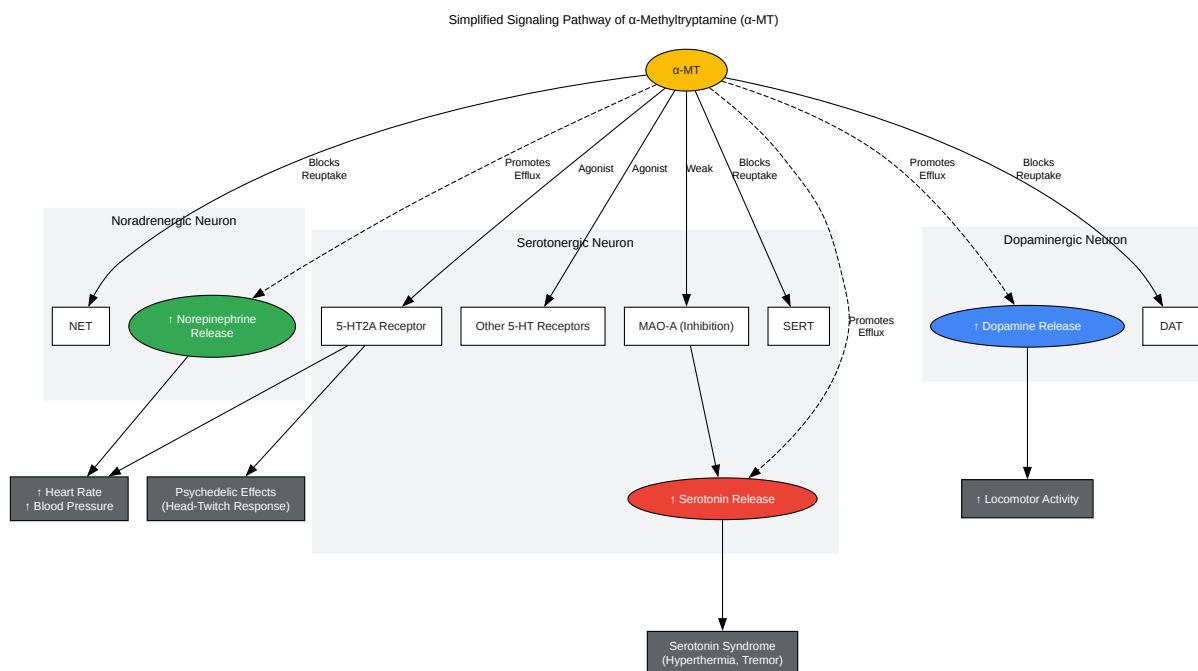 Simplified Signaling Pathway of α-Methyltryptamine (α-MT)
α-MT
Blocks
Reuptake
Promotes
Efflux
Agonist
Agonist
Weak
Blocks
Reuptake
Promotes
Efflux
Blocks
Reuptake
Noradrenergic Neuron
Serotonergic Neuron
Dopaminergic Neuron
NET
↑ Norepinephrine
Release
5-HT2A Receptor
Other 5-HT Receptors
MAO-A (Inhibition)
SERT
Promotes
Efflux
↑ Dopamine Release
DAT
↑ Heart Rate
↑ Blood Pressure
Psychedelic Effects
(Head-Twitch Response)
↑ Serotonin Release
↑ Locomotor Activity
Serotonin Syndrome
(Hyperthermia, Tremor)